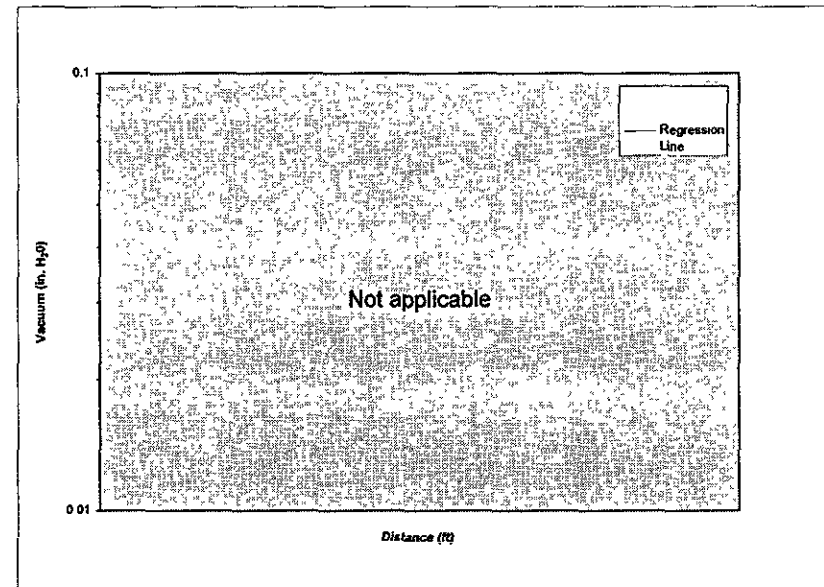 0.1
Regression
Line
Vacuum (in. H₂0)
Not applicable
0 01
Distance (ft)